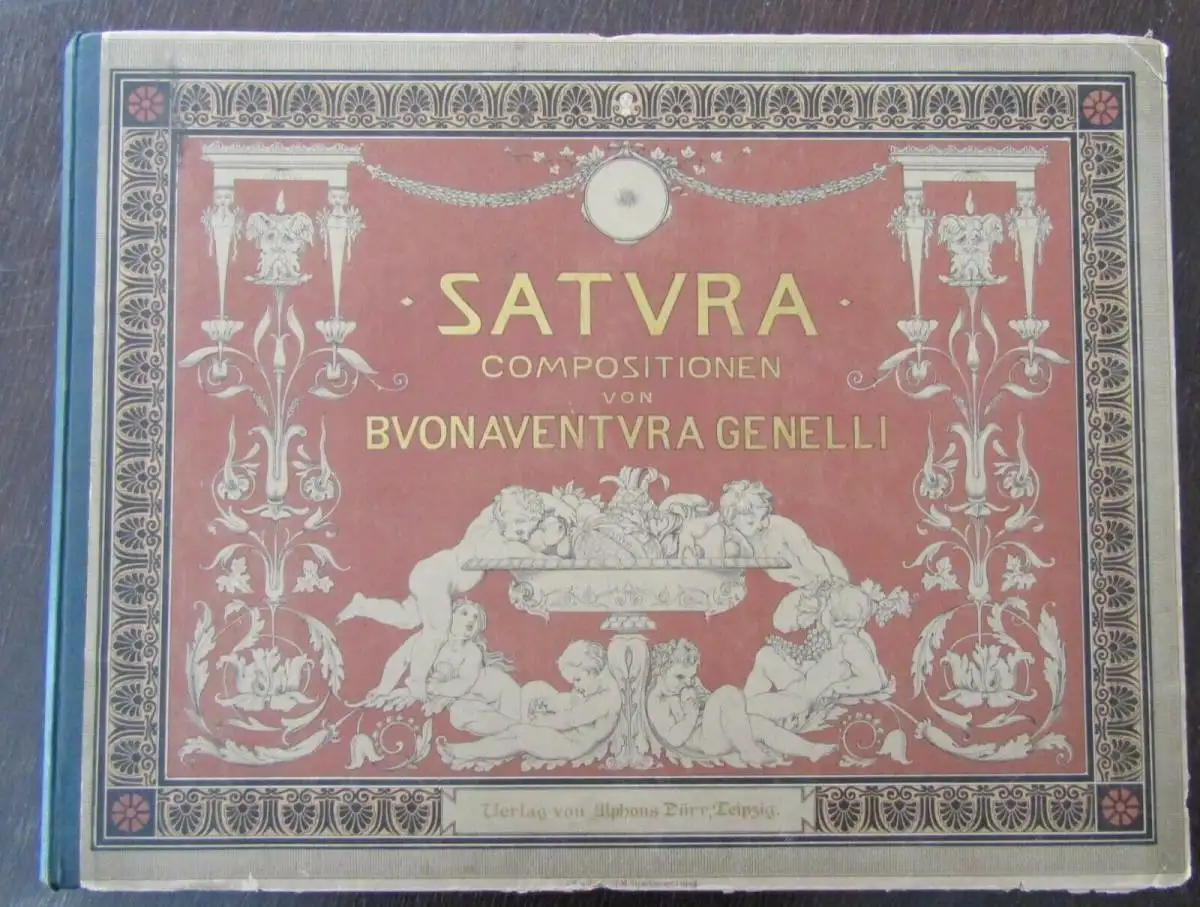 · SATVRA ·
COMPOSITIONEN
VON
BVONAVENTVRA GENELLI
Verlag von Alphons Dürr, Leipzig.